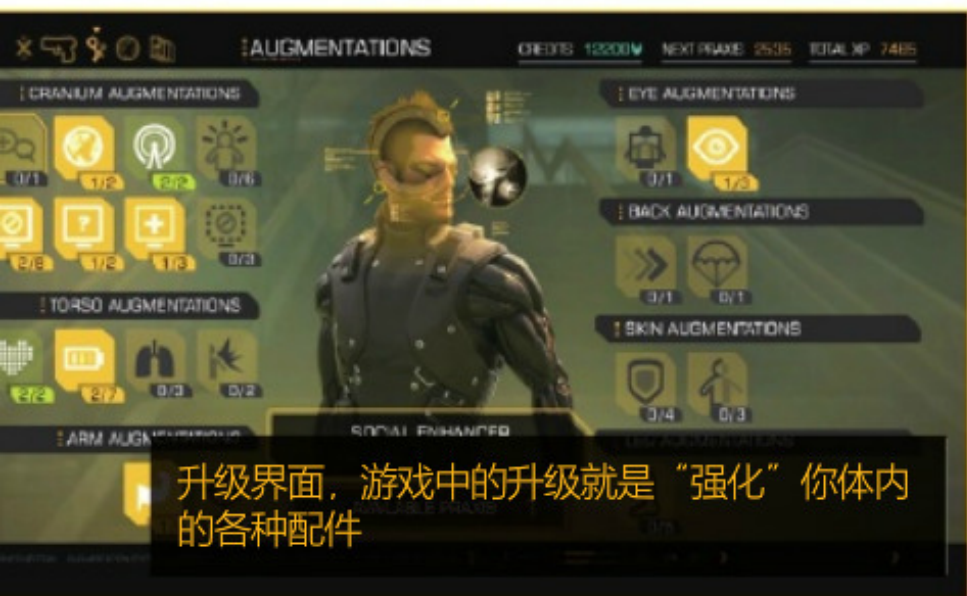 AUGMENTATIONS
CREDITS 12200
NEXT PRAXIS 2535
TOTAL XP 7465
CRANIUM AUGMENTATIONS
0/1 1/2 2/2 0/6
2/6 1/2 1/3 0/3
TORSO AUGMENTATIONS
2/2 2/7 0/3 0/2
EYE AUGMENTATIONS
0/1 1/3
BACK AUGMENTATIONS
0/1 0/1
SKIN AUGMENTATIONS
0/4 0/3
LEG AUGMENTATIONS
SOCIAL ENHANCER
AVAILABLE PRAXIS
升级界面，游戏中的升级就是“强化”你体内
的各种配件